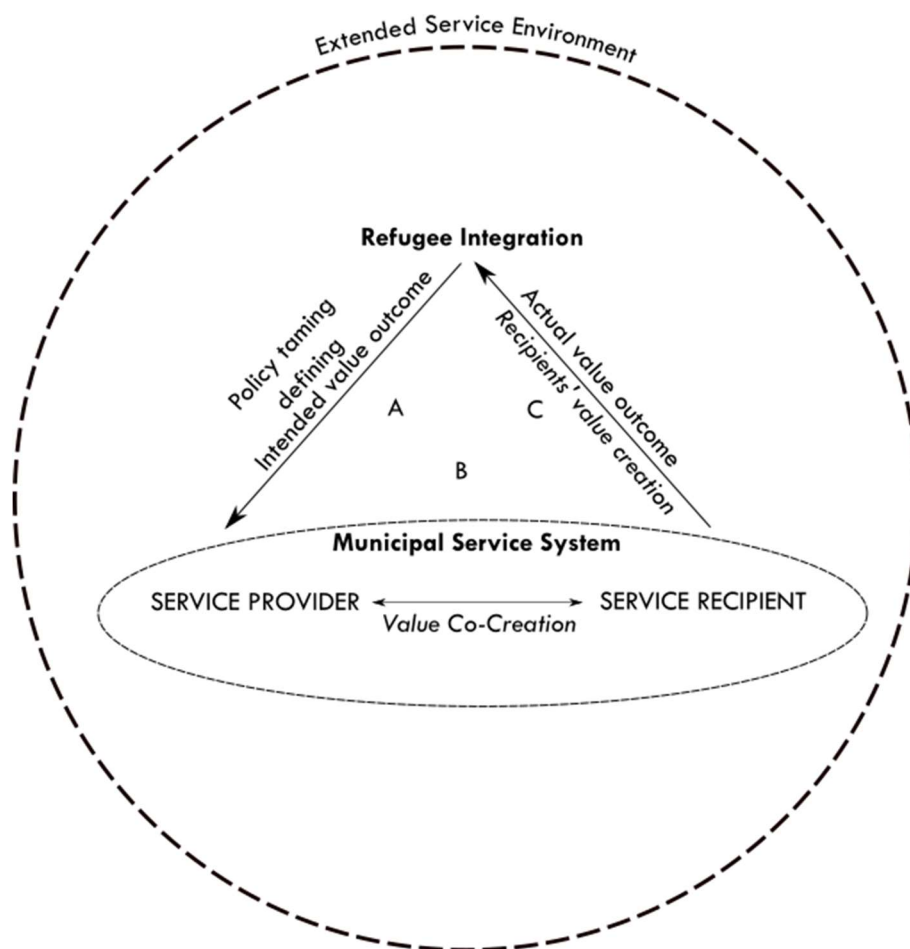 Extended Service Environment
Refugee Integration
Policy taming
defining
Intended value outcome
Actual value outcome
Recipients' value creation
A
C
B
Municipal Service System
SERVICE PROVIDER
SERVICE RECIPIENT
Value Co-Creation